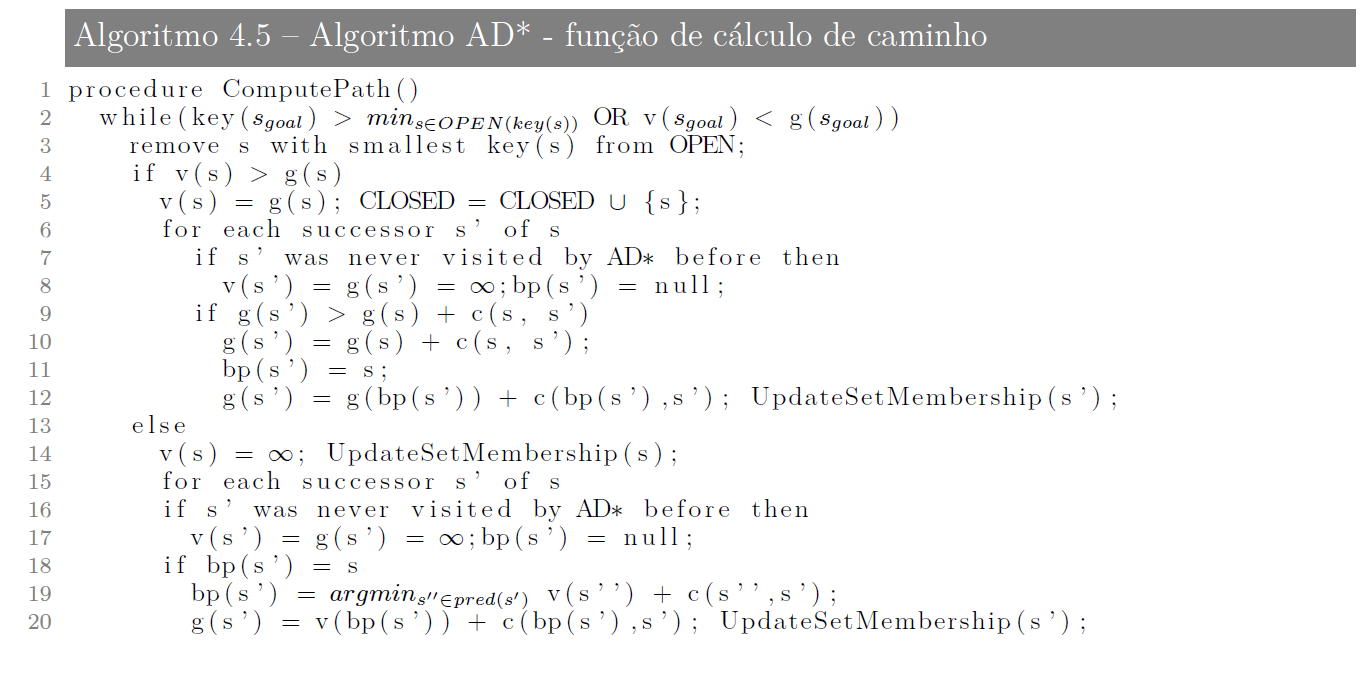 Algoritmo 4.5 – Algoritmo AD* - função de cálculo de caminho
1 procedure ComputePath()
2 while(key(s_goal) > min_{s∈OPEN(key(s))} OR v(s_goal) < g(s_goal))
3 remove s with smallest key(s) from OPEN;
4 if v(s) > g(s)
5 v(s) = g(s); CLOSED = CLOSED ∪ {s};
6 for each successor s' of s
7 if s' was never visited by AD* before then
8 v(s') = g(s') = ∞;bp(s') = null;
9 if g(s') > g(s) + c(s, s')
10 g(s') = g(s) + c(s, s');
11 bp(s') = s;
12 g(s') = g(bp(s')) + c(bp(s'),s'); UpdateSetMembership(s');
13 else
14 v(s) = ∞; UpdateSetMembership(s);
15 for each successor s' of s
16 if s' was never visited by AD* before then
17 v(s') = g(s') = ∞;bp(s') = null;
18 if bp(s') = s
19 bp(s') = argmin_{s''∈pred(s')} v(s'') + c(s'',s');
20 g(s') = v(bp(s')) + c(bp(s'),s'); UpdateSetMembership(s');